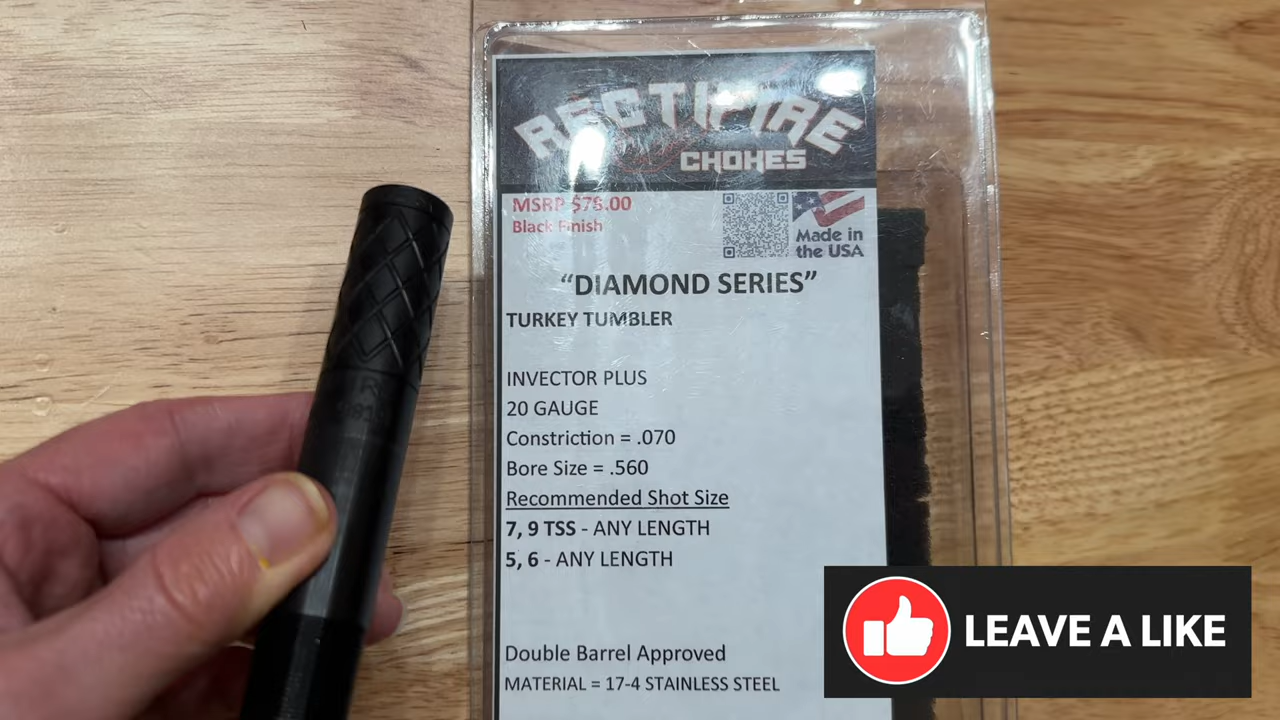 RECTIFIRE
CHOKES
MSRP $78.00
Black Finish
Made in
the USA
“DIAMOND SERIES”
TURKEY TUMBLER
INVECTOR PLUS
20 GAUGE
Constriction = .070
Bore Size = .560
Recommended Shot Size
7, 9 TSS - ANY LENGTH
5, 6 - ANY LENGTH
Double Barrel Approved
MATERIAL = 17-4 STAINLESS STEEL
LEAVE A LIKE